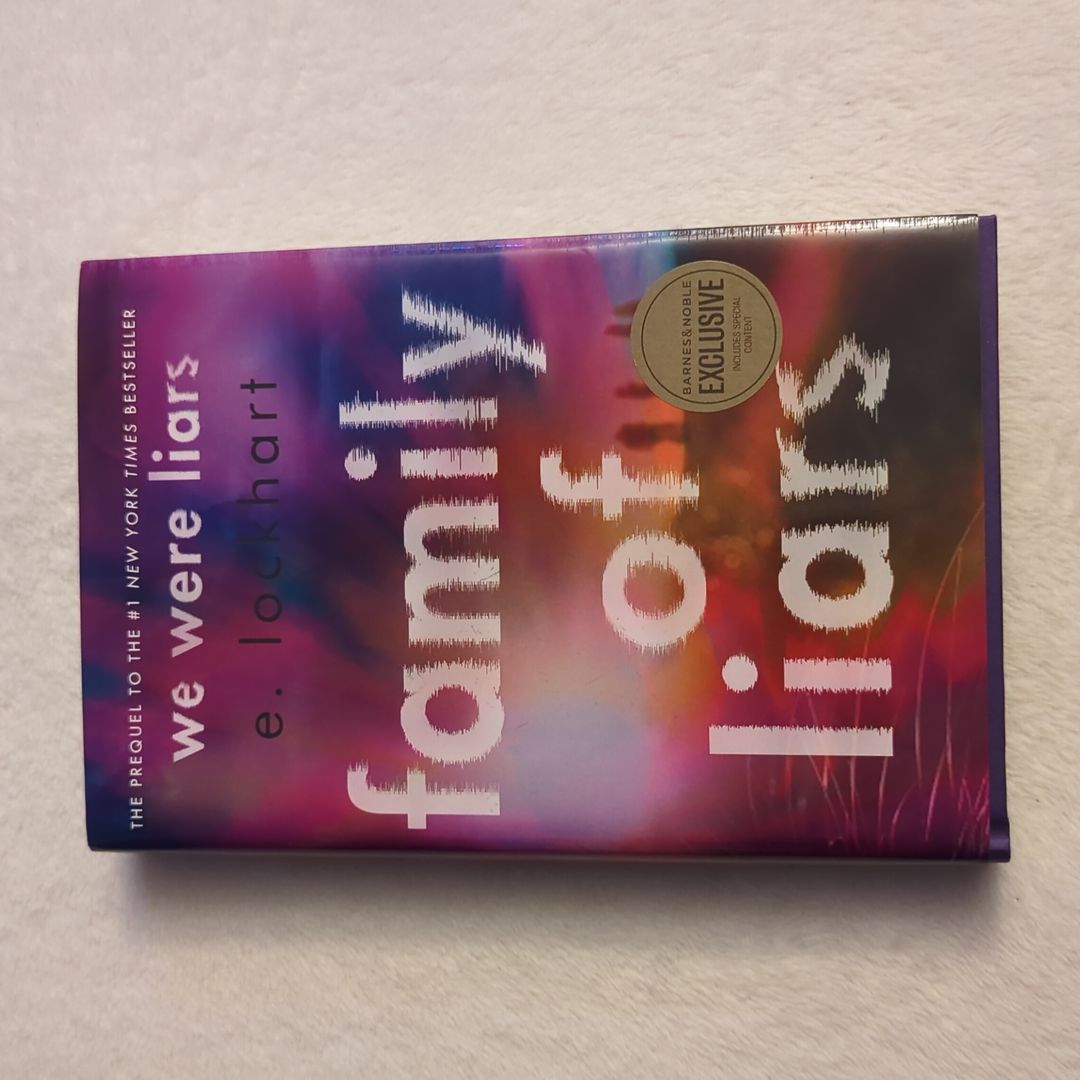 THE PREQUEL TO THE #1 NEW YORK TIMES BESTSELLER
we were liars
e. lockhart
family
of
liars
BARNES&NOBLE
EXCLUSIVE
INCLUDES SPECIAL
CONTENT